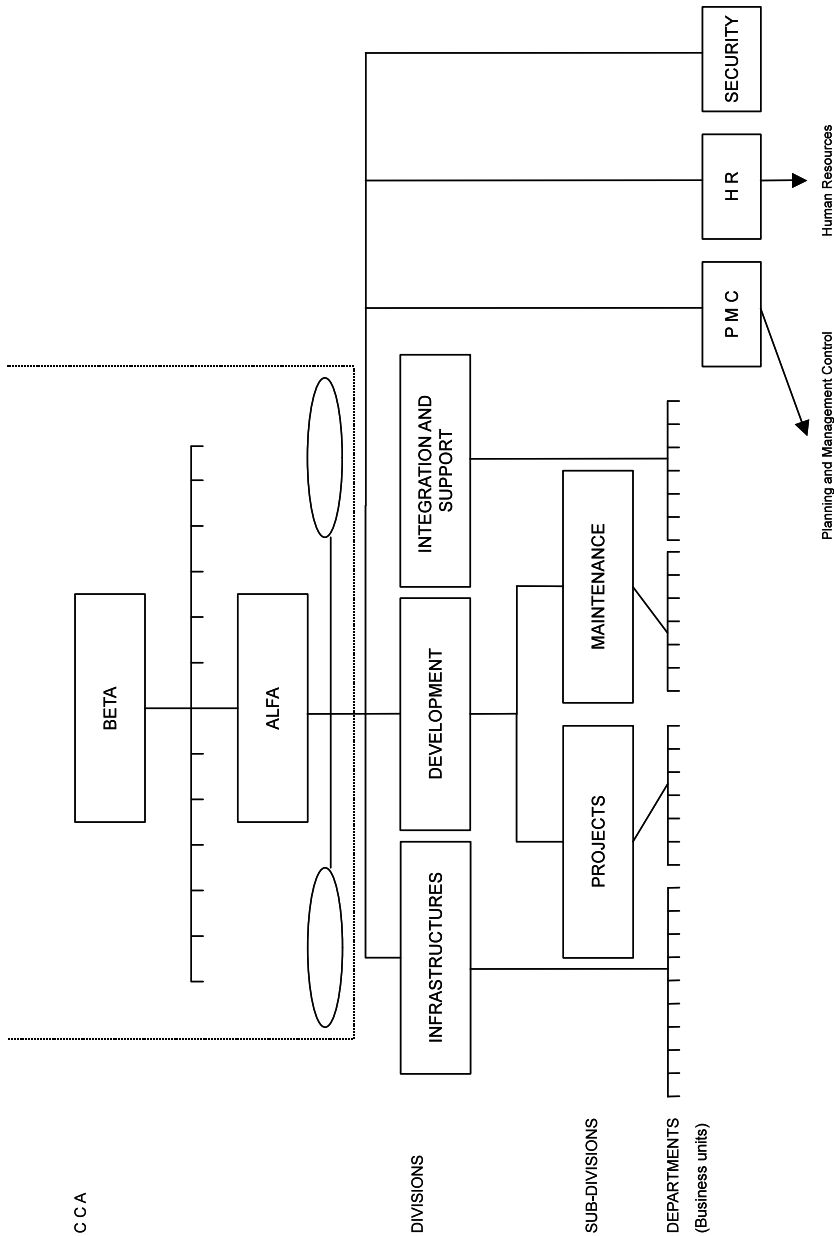 C C A
BETA
ALFA
DIVISIONS
INFRASTRUCTURES
DEVELOPMENT
INTEGRATION AND
SUPPORT
SUB-DIVISIONS
PROJECTS
MAINTENANCE
DEPARTMENTS
(Business units)
P M C
H R
SECURITY
Planning and Management Control
Human Resources